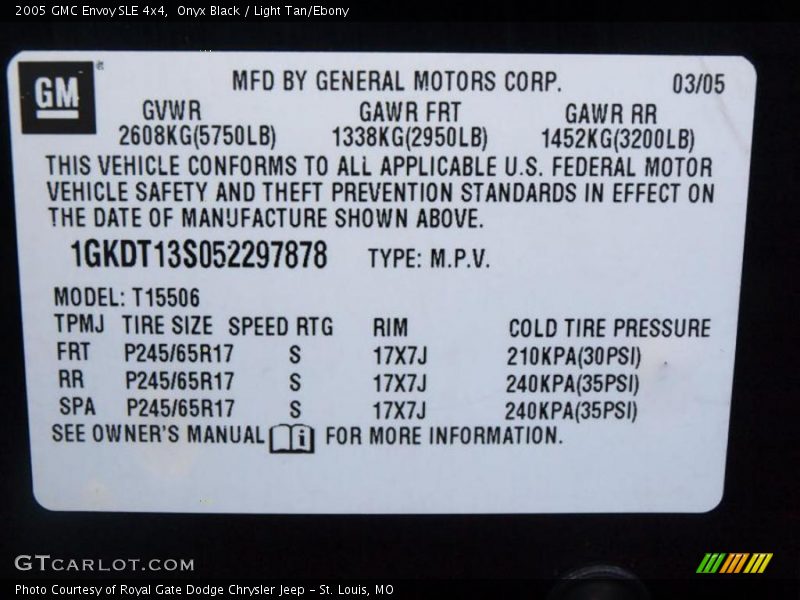 2005 GMC Envoy SLE 4x4, Onyx Black / Light Tan/Ebony
GM
MFD BY GENERAL MOTORS CORP. 03/05
GVWR GAWR FRT GAWR RR
2608KG(5750LB) 1338KG(2950LB) 1452KG(3200LB)
THIS VEHICLE CONFORMS TO ALL APPLICABLE U.S. FEDERAL MOTOR
VEHICLE SAFETY AND THEFT PREVENTION STANDARDS IN EFFECT ON
THE DATE OF MANUFACTURE SHOWN ABOVE.
1GKDT13S052297878 TYPE: M.P.V.
MODEL: T15506
TPMJ TIRE SIZE SPEED RTG RIM COLD TIRE PRESSURE
FRT P245/65R17 S 17X7J 210KPA(30PSI)
RR P245/65R17 S 17X7J 240KPA(35PSI)
SPA P245/65R17 S 17X7J 240KPA(35PSI)
SEE OWNER'S MANUAL i FOR MORE INFORMATION.
GTCARLOT.COM
Photo Courtesy of Royal Gate Dodge Chrysler Jeep - St. Louis, MO